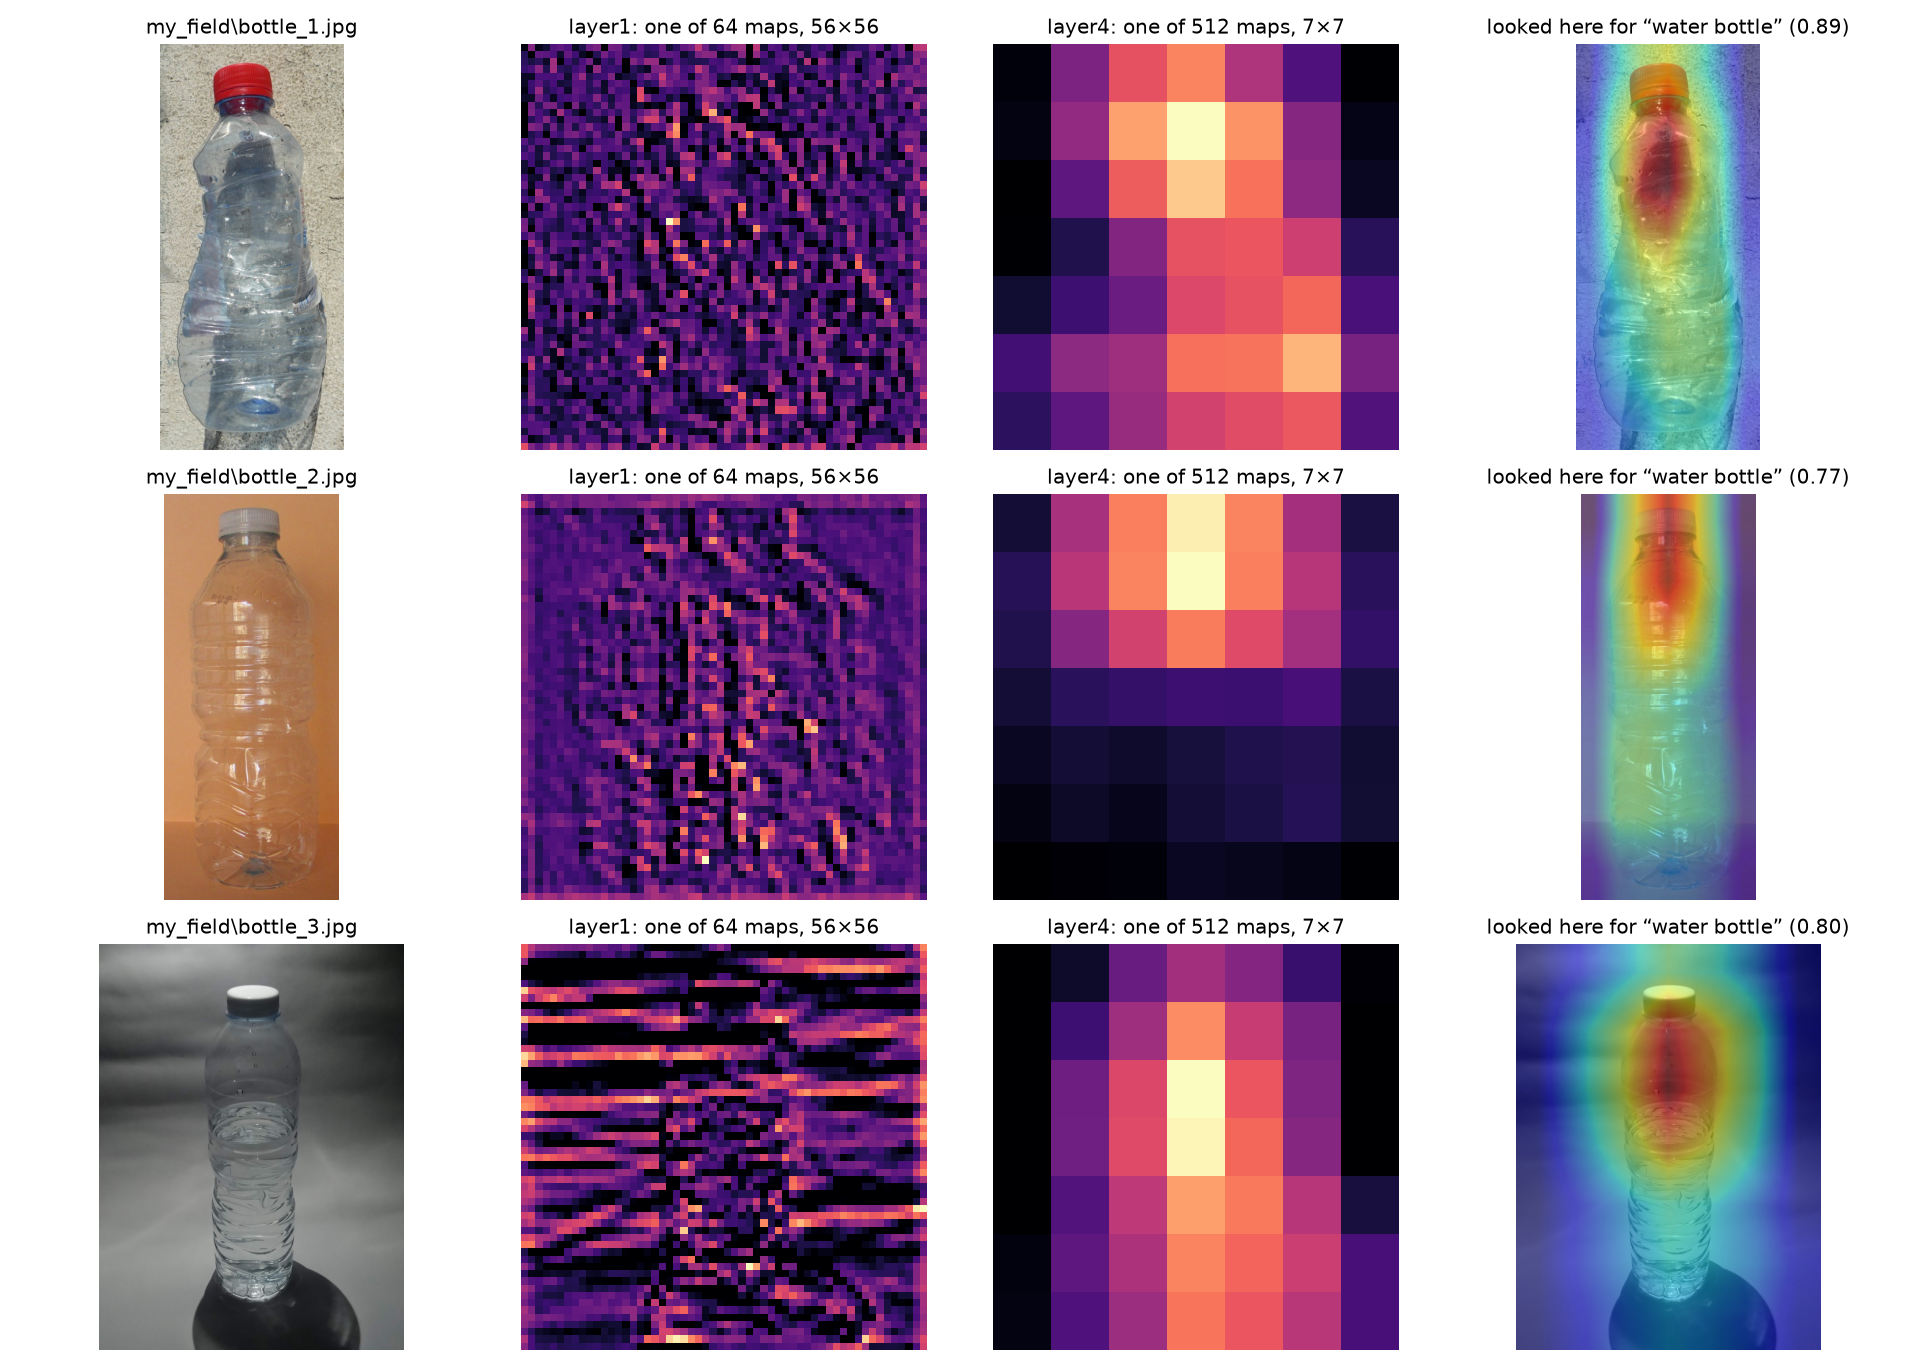 my_field\bottle_1.jpg
layer1: one of 64 maps, 56×56
layer4: one of 512 maps, 7×7
looked here for “water bottle” (0.89)
my_field\bottle_2.jpg
layer1: one of 64 maps, 56×56
layer4: one of 512 maps, 7×7
looked here for “water bottle” (0.77)
my_field\bottle_3.jpg
layer1: one of 64 maps, 56×56
layer4: one of 512 maps, 7×7
looked here for “water bottle” (0.80)